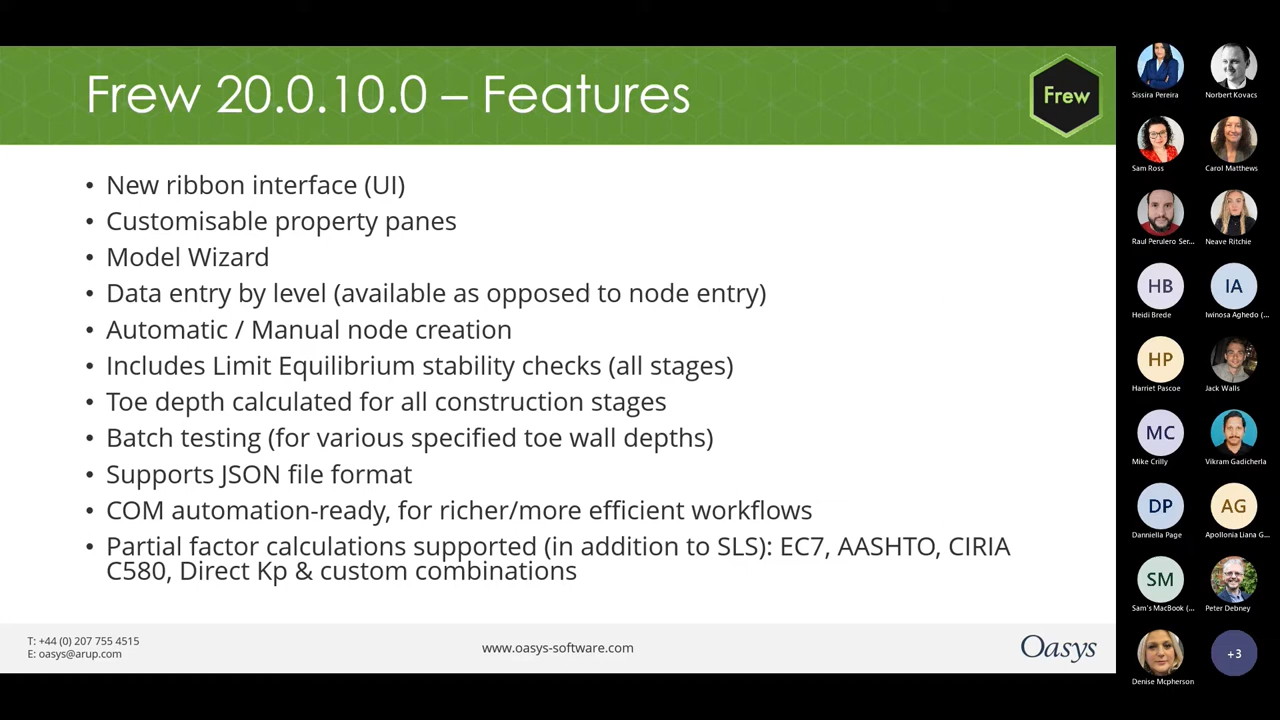 Frew 20.0.10.0 – Features
Frew
• New ribbon interface (UI)
• Customisable property panes
• Model Wizard
• Data entry by level (available as opposed to node entry)
• Automatic / Manual node creation
• Includes Limit Equilibrium stability checks (all stages)
• Toe depth calculated for all construction stages
• Batch testing (for various specified toe wall depths)
• Supports JSON file format
• COM automation-ready, for richer/more efficient workflows
• Partial factor calculations supported (in addition to SLS): EC7, AASHTO, CIRIA
C580, Direct Kp & custom combinations
T: +44 (0) 207 755 4515
E: oasys@arup.com
www.oasys-software.com
Oasys
Sissira Pereira
Norbert Kovacs
Sam Ross
Carol Matthews
Raul Perulero Ser...
Neave Ritchie
HB
Heidi Brede
IA
Iwinosa Aghedo (...
HP
Harriet Pascoe
Jack Walls
MC
Mike Crilly
Vikram Gadicherla
DP
Danniella Page
AG
Apollonia Liana G...
SM
Sam's MacBook (...
Peter Debney
Denise Mcpherson
+3